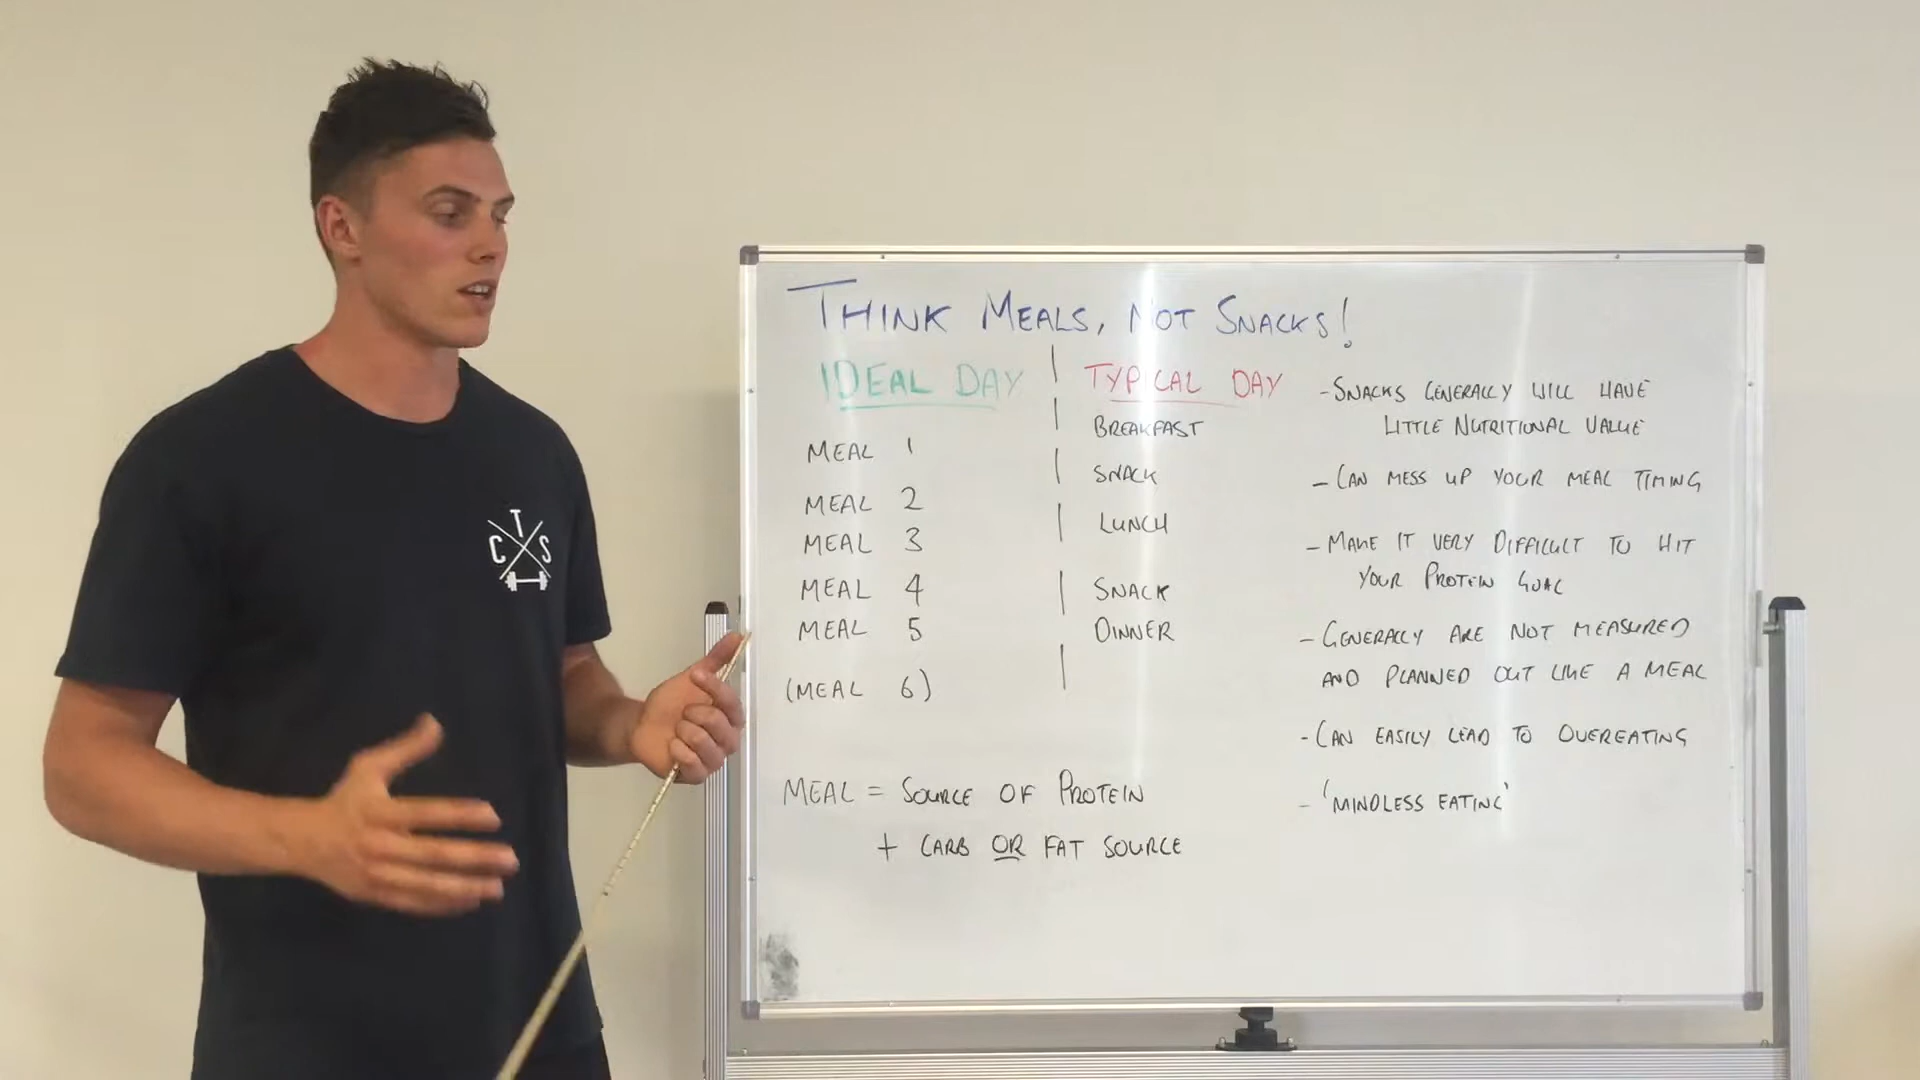 THINK MEALS, NOT SNACKS!
IDEAL DAY
MEAL 1
MEAL 2
MEAL 3
MEAL 4
MEAL 5
(MEAL 6)
MEAL = SOURCE OF PROTEIN
+ CARB OR FAT SOURCE
TYPICAL DAY
BREAKFAST
SNACK
LUNCH
SNACK
DINNER
- SNACKS GENERALLY WILL HAVE
LITTLE NUTRITIONAL VALUE
- CAN MESS UP YOUR MEAL TIMING
- MAKE IT VERY DIFFICULT TO HIT
YOUR PROTEIN GOAL
- GENERALLY ARE NOT MEASURED
AND PLANNED OUT LIKE A MEAL
- CAN EASILY LEAD TO OVEREATING
- 'MINDLESS EATING'
T
C S